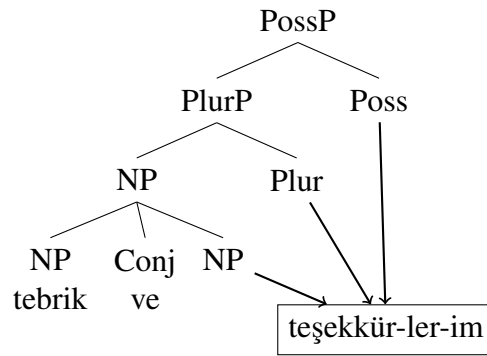 PossP
PlurP Poss
NP Plur
NP Conj NP
tebrik ve
teşekkür-ler-im